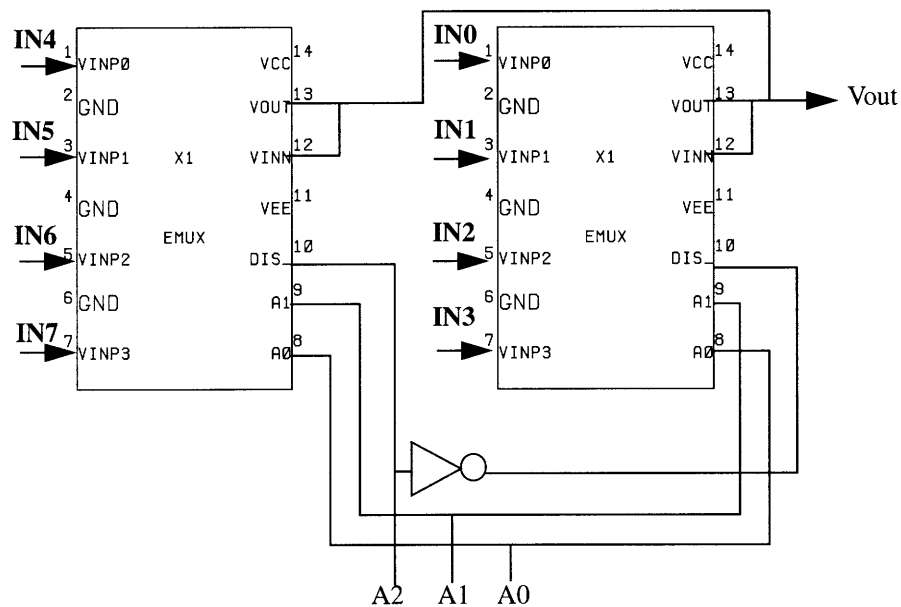 IN4
1
VINP0
VCC
14
2
GND
VOUT
13
IN5
3
VINP1
X1
VINN
12
4
GND
VEE
11
EMUX
IN6
5
VINP2
DIS_
10
6
GND
A1
9
IN7
7
VINP3
A0
8
IN0
1
VINP0
VCC
14
2
GND
VOUT
13
Vout
IN1
3
VINP1
X1
VINN
12
4
GND
VEE
11
EMUX
IN2
5
VINP2
DIS_
10
6
GND
A1
9
IN3
7
VINP3
A0
8
A2
A1
A0